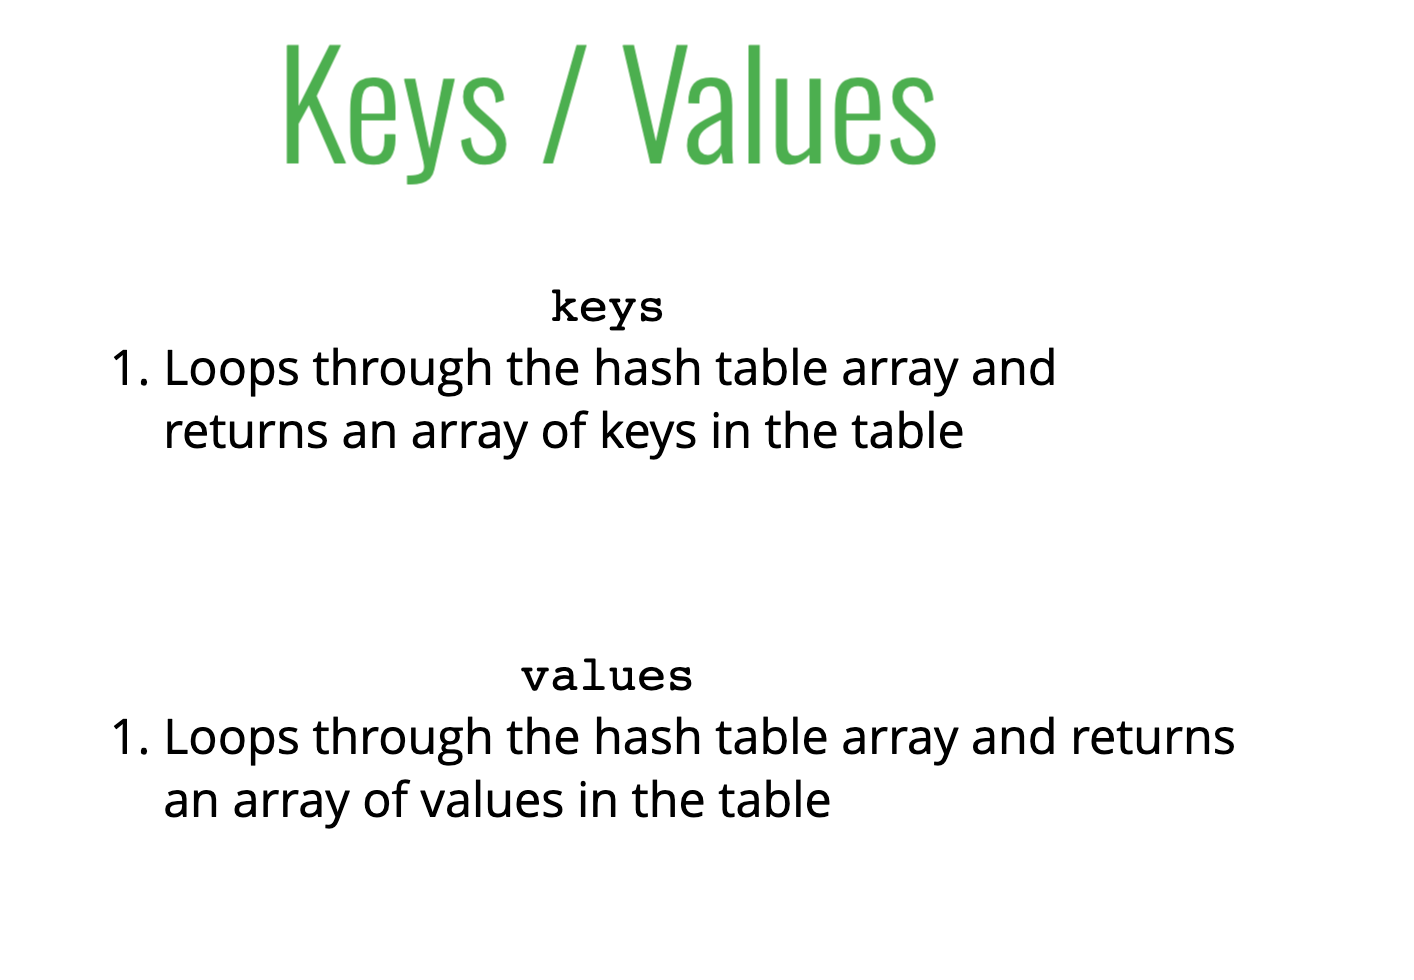 Keys / Values
keys
1. Loops through the hash table array and
returns an array of keys in the table
values
1. Loops through the hash table array and returns
an array of values in the table